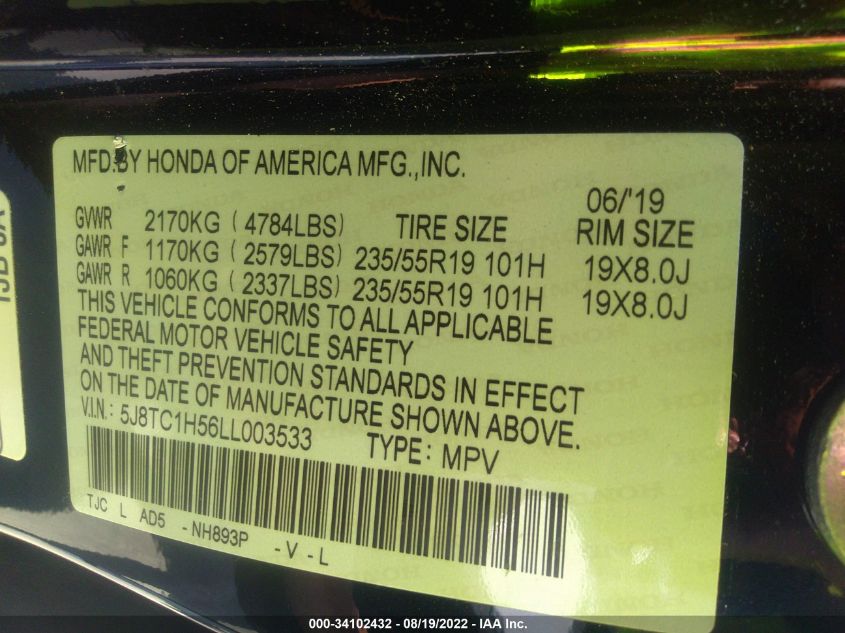 MFD.BY HONDA OF AMERICA MFG.,INC.
06/'19
GVWR 2170KG ( 4784LBS) TIRE SIZE RIM SIZE
GAWR F 1170KG ( 2579LBS) 235/55R19 101H 19X8.0J
GAWR R 1060KG ( 2337LBS) 235/55R19 101H 19X8.0J
THIS VEHICLE CONFORMS TO ALL APPLICABLE
FEDERAL MOTOR VEHICLE SAFETY
AND THEFT PREVENTION STANDARDS IN EFFECT
ON THE DATE OF MANUFACTURE SHOWN ABOVE.
V.I.N.: 5J8TC1H56LL003533 TYPE: MPV
TJC L AD5 -NH893P -V-L
000-34102432 - 08/19/2022 - IAA Inc.